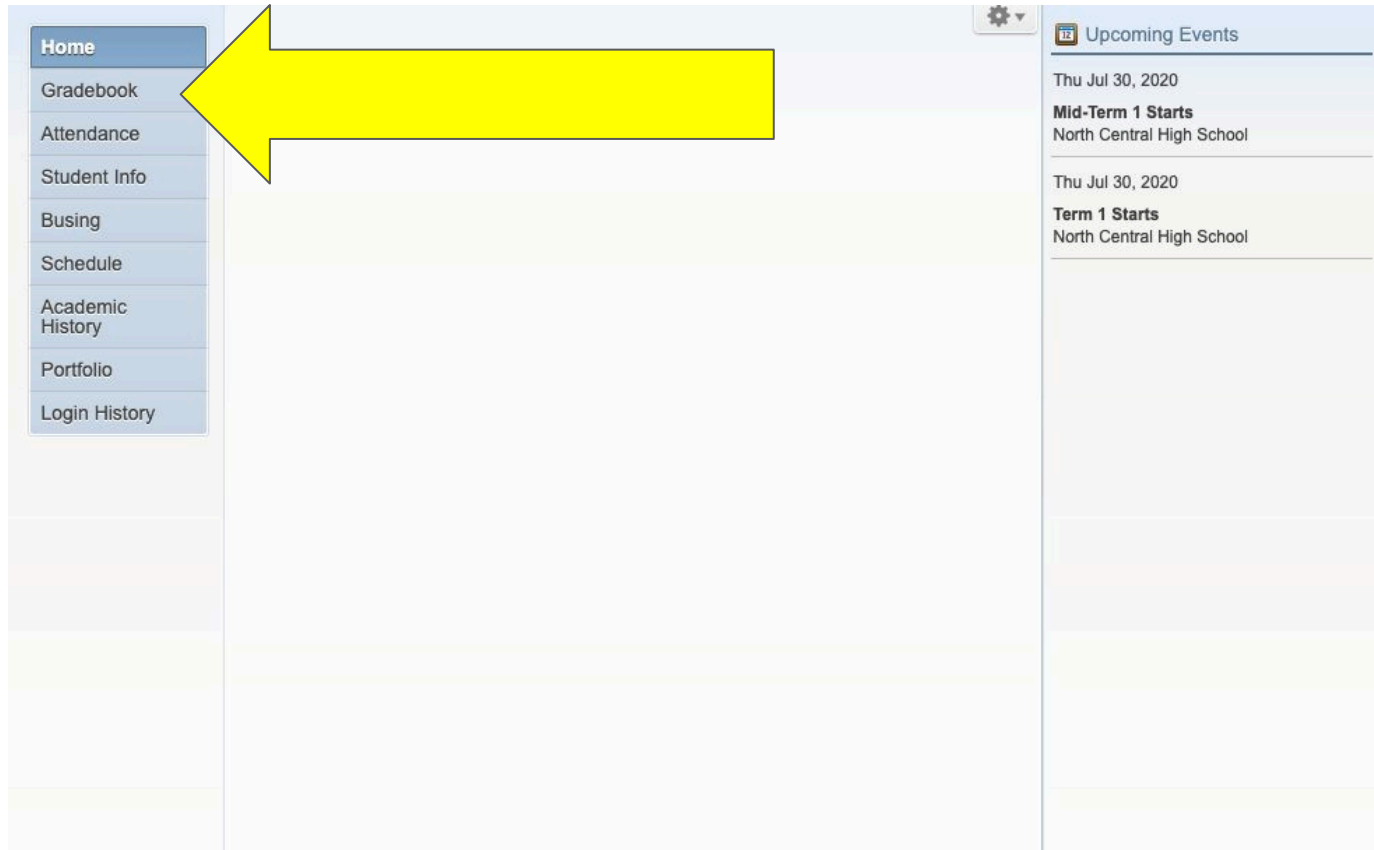 Home
Gradebook
Attendance
Student Info
Busing
Schedule
Academic
History
Portfolio
Login History
12
Upcoming Events
Thu Jul 30, 2020
Mid-Term 1 Starts
North Central High School
Thu Jul 30, 2020
Term 1 Starts
North Central High School